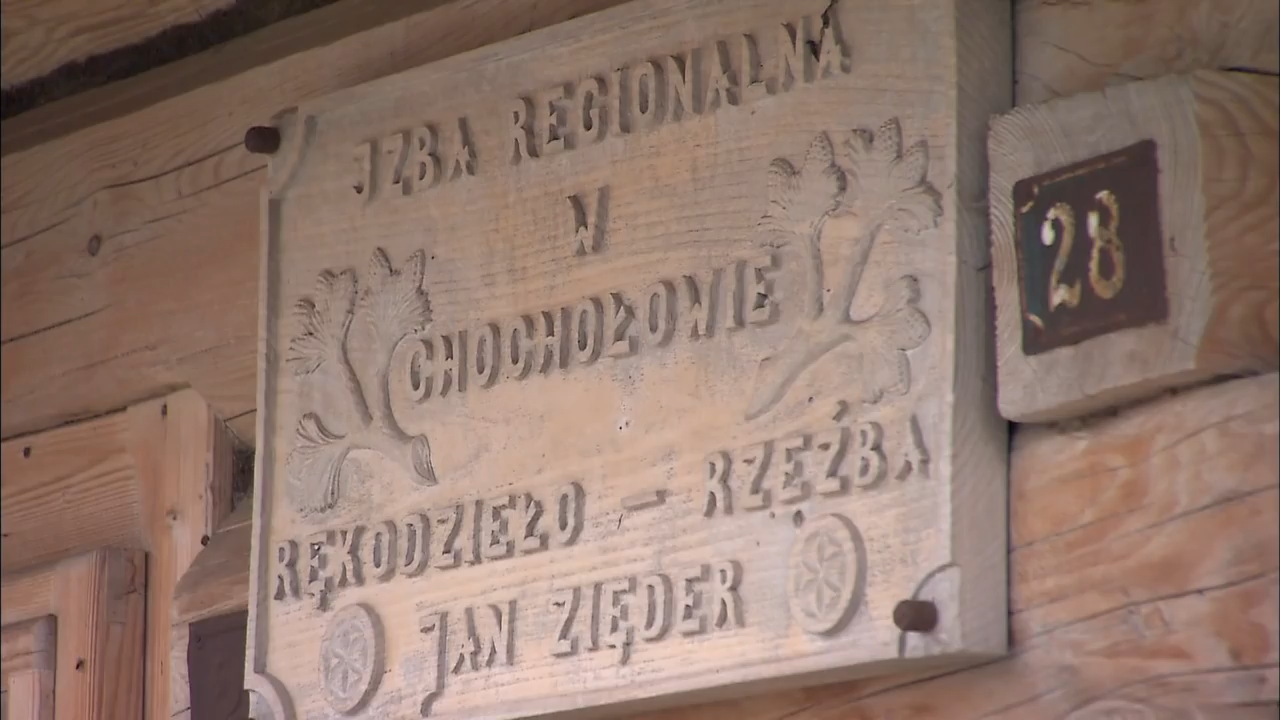 IZBA REGIONALNA
W
CHOCHOŁOWIE
RĘKODZIEŁO – RZEŹBA
JAN ZIĘDER
28